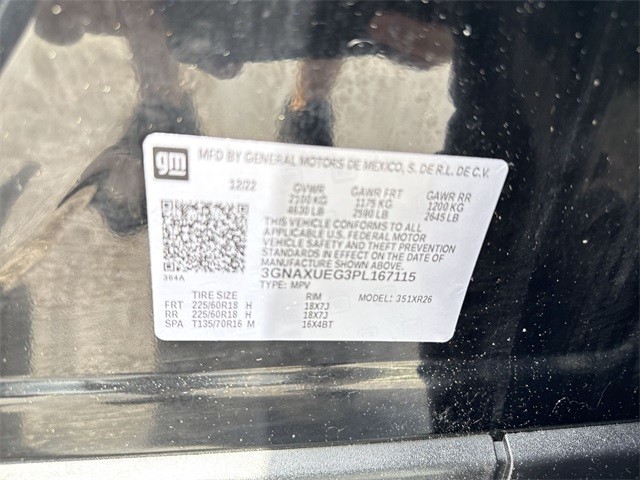 gm MFD BY GENERAL MOTORS DE MEXICO, S. DE R.L. DE C.V.
12/22 GVWR GAWR FRT GAWR RR
2100 KG 1175 KG 1200 KG
4630 LB 2590 LB 2645 LB
THIS VEHICLE CONFORMS TO ALL
APPLICABLE U.S. FEDERAL MOTOR
VEHICLE SAFETY AND THEFT PREVENTION
STANDARDS IN EFFECT ON THE DATE OF
MANUFACTURE SHOWN ABOVE.
384A 3GNAXUEG3PL167115
TYPE: MPV
TIRE SIZE RIM MODEL: 351XR26
FRT 225/60R18 H 18X7J
RR 225/60R18 H 18X7J
SPA T135/70R16 M 16X4BT